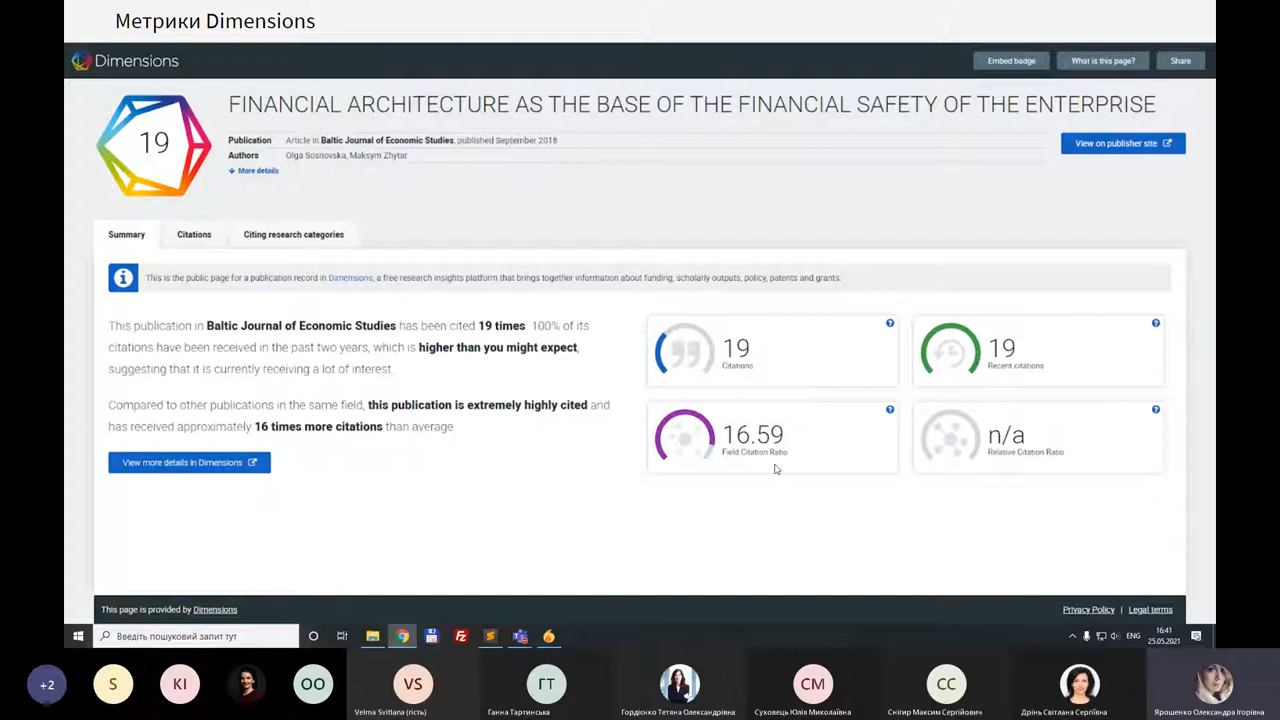 Метрики Dimensions
Dimensions
Embed badge
What is this page?
Share
19
FINANCIAL ARCHITECTURE AS THE BASE OF THE FINANCIAL SAFETY OF THE ENTERPRISE
Publication Article in Baltic Journal of Economic Studies, published September 2018
Authors Olga Sosnovska, Maksym Zhytar
More details
View on publisher site
Summary
Citations
Citing research categories
This is the public page for a publication record in Dimensions, a free research insights platform that brings together information about funding, scholarly outputs, policy, patents and grants.
This publication in Baltic Journal of Economic Studies has been cited 19 times 100% of its
citations have been received in the past two years, which is higher than you might expect,
suggesting that it is currently receiving a lot of interest.
Compared to other publications in the same field, this publication is extremely highly cited and
has received approximately 16 times more citations than average
View more details in Dimensions
19
Citations
19
Recent citations
16.59
Field Citation Ratio
n/a
Relative Citation Ratio
This page is provided by Dimensions
Privacy Policy | Legal terms
Введіть пошуковий запит тут
ENG
16:41
25.05.2021
+2
S
KI
OO
VS
Velma Svitlana (гість)
ГТ
Ганна Тартинська
Гордієнко Тетяна Олександрівна
СМ
Суховець Юлія Миколаївна
СС
Снігир Максим Сергійович
Дрінь Світлана Сергіївна
Ярошенко Олександра Ігорівна